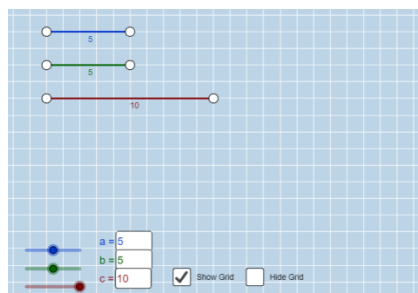 5
5
10
a = 5
b = 5
c = 10
Show Grid
Hide Grid